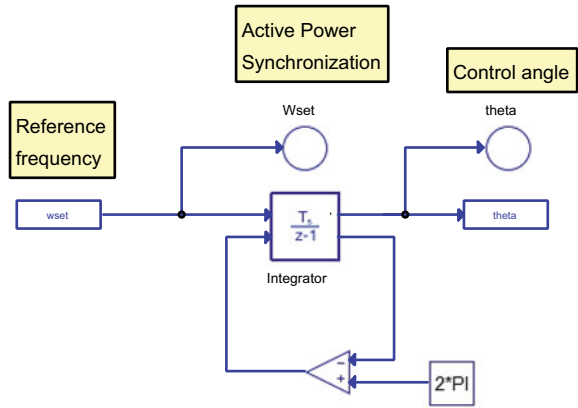 Active Power
Synchronization
Control angle
Reference
frequency
Wset
theta
wset
Ts
z-1
theta
Integrator
−
+
2*PI